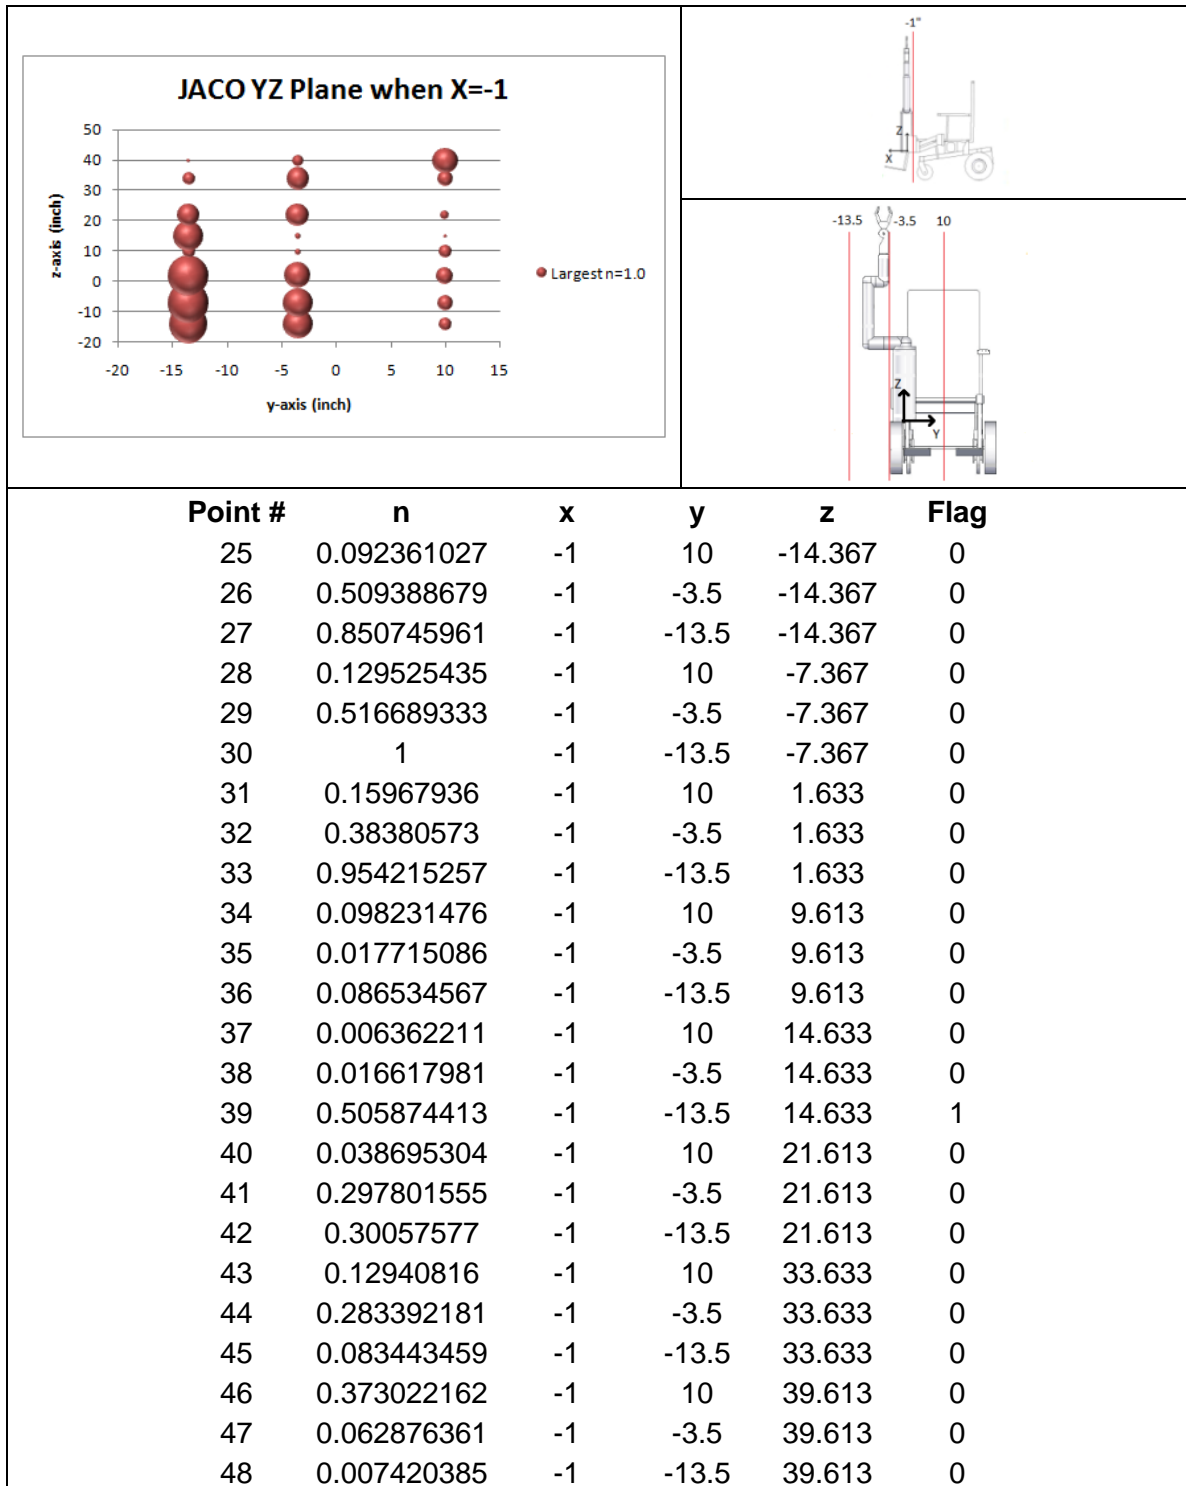 JACO YZ Plane when X=-1
50
40
30
20
10
0
-10
-20
z-axis (inch)
-20 -15 -10 -5 0 5 10 15
y-axis (inch)
Largest n=1.0
-1"
Z
X
-13.5 -3.5 10
Z
Y
Point # n x y z Flag
25 0.092361027 -1 10 -14.367 0
26 0.509388679 -1 -3.5 -14.367 0
27 0.850745961 -1 -13.5 -14.367 0
28 0.129525435 -1 10 -7.367 0
29 0.516689333 -1 -3.5 -7.367 0
30 1 -1 -13.5 -7.367 0
31 0.15967936 -1 10 1.633 0
32 0.38380573 -1 -3.5 1.633 0
33 0.954215257 -1 -13.5 1.633 0
34 0.098231476 -1 10 9.613 0
35 0.017715086 -1 -3.5 9.613 0
36 0.086534567 -1 -13.5 9.613 0
37 0.006362211 -1 10 14.633 0
38 0.016617981 -1 -3.5 14.633 0
39 0.505874413 -1 -13.5 14.633 1
40 0.038695304 -1 10 21.613 0
41 0.297801555 -1 -3.5 21.613 0
42 0.30057577 -1 -13.5 21.613 0
43 0.12940816 -1 10 33.633 0
44 0.283392181 -1 -3.5 33.633 0
45 0.083443459 -1 -13.5 33.633 0
46 0.373022162 -1 10 39.613 0
47 0.062876361 -1 -3.5 39.613 0
48 0.007420385 -1 -13.5 39.613 0